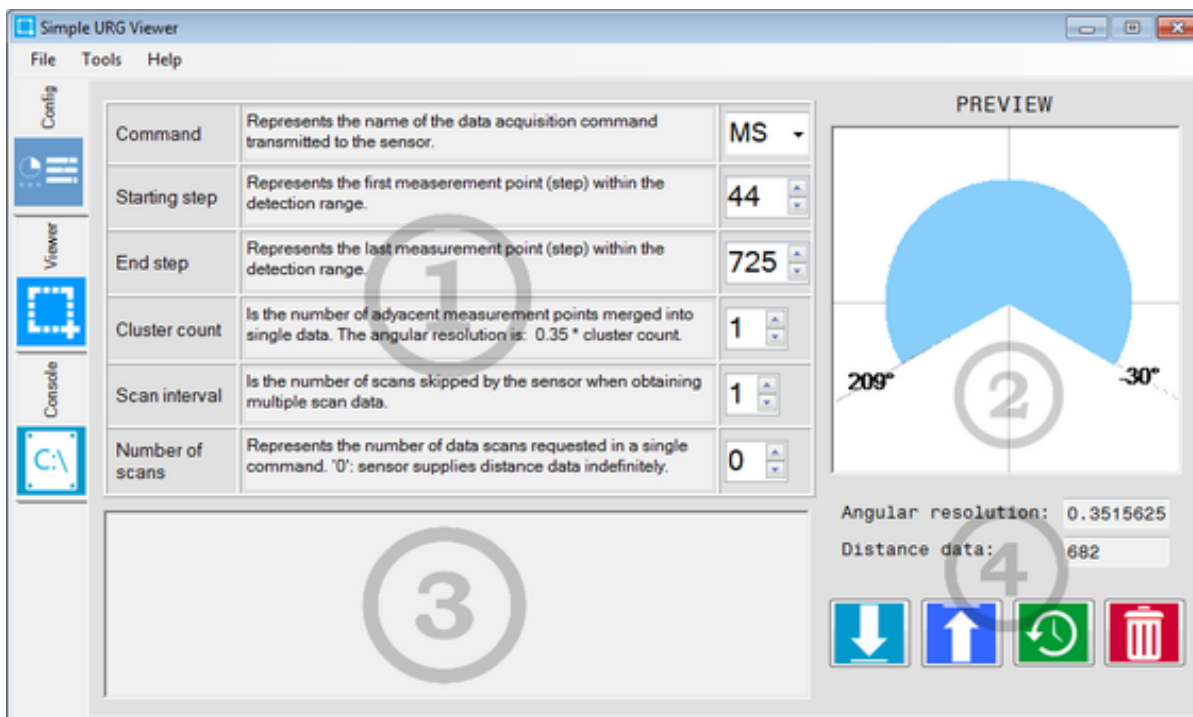 Simple URG Viewer
File Tools Help
Config
Viewer
Console
C:\
Command
Represents the name of the data acquisition command
transmitted to the sensor.
MS
Starting step
Represents the first measerement point (step) within the
detection range.
44
End step
Represents the last measurement point (step) within the
detection range.
725
Cluster count
Is the number of adyacent measurement points merged into
single data. The angular resolution is: 0.35 * cluster count.
1
Scan interval
Is the number of scans skipped by the sensor when obtaining
multiple scan data.
1
Number of
scans
Represents the number of data scans requested in a single
command. '0': sensor supplies distance data indefinitely.
0
1
PREVIEW
209°
-30°
2
3
Angular resolution: 0.3515625
Distance data: 682
4